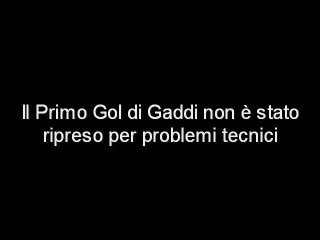 Il Primo Gol di Gaddi non è stato
ripreso per problemi tecnici